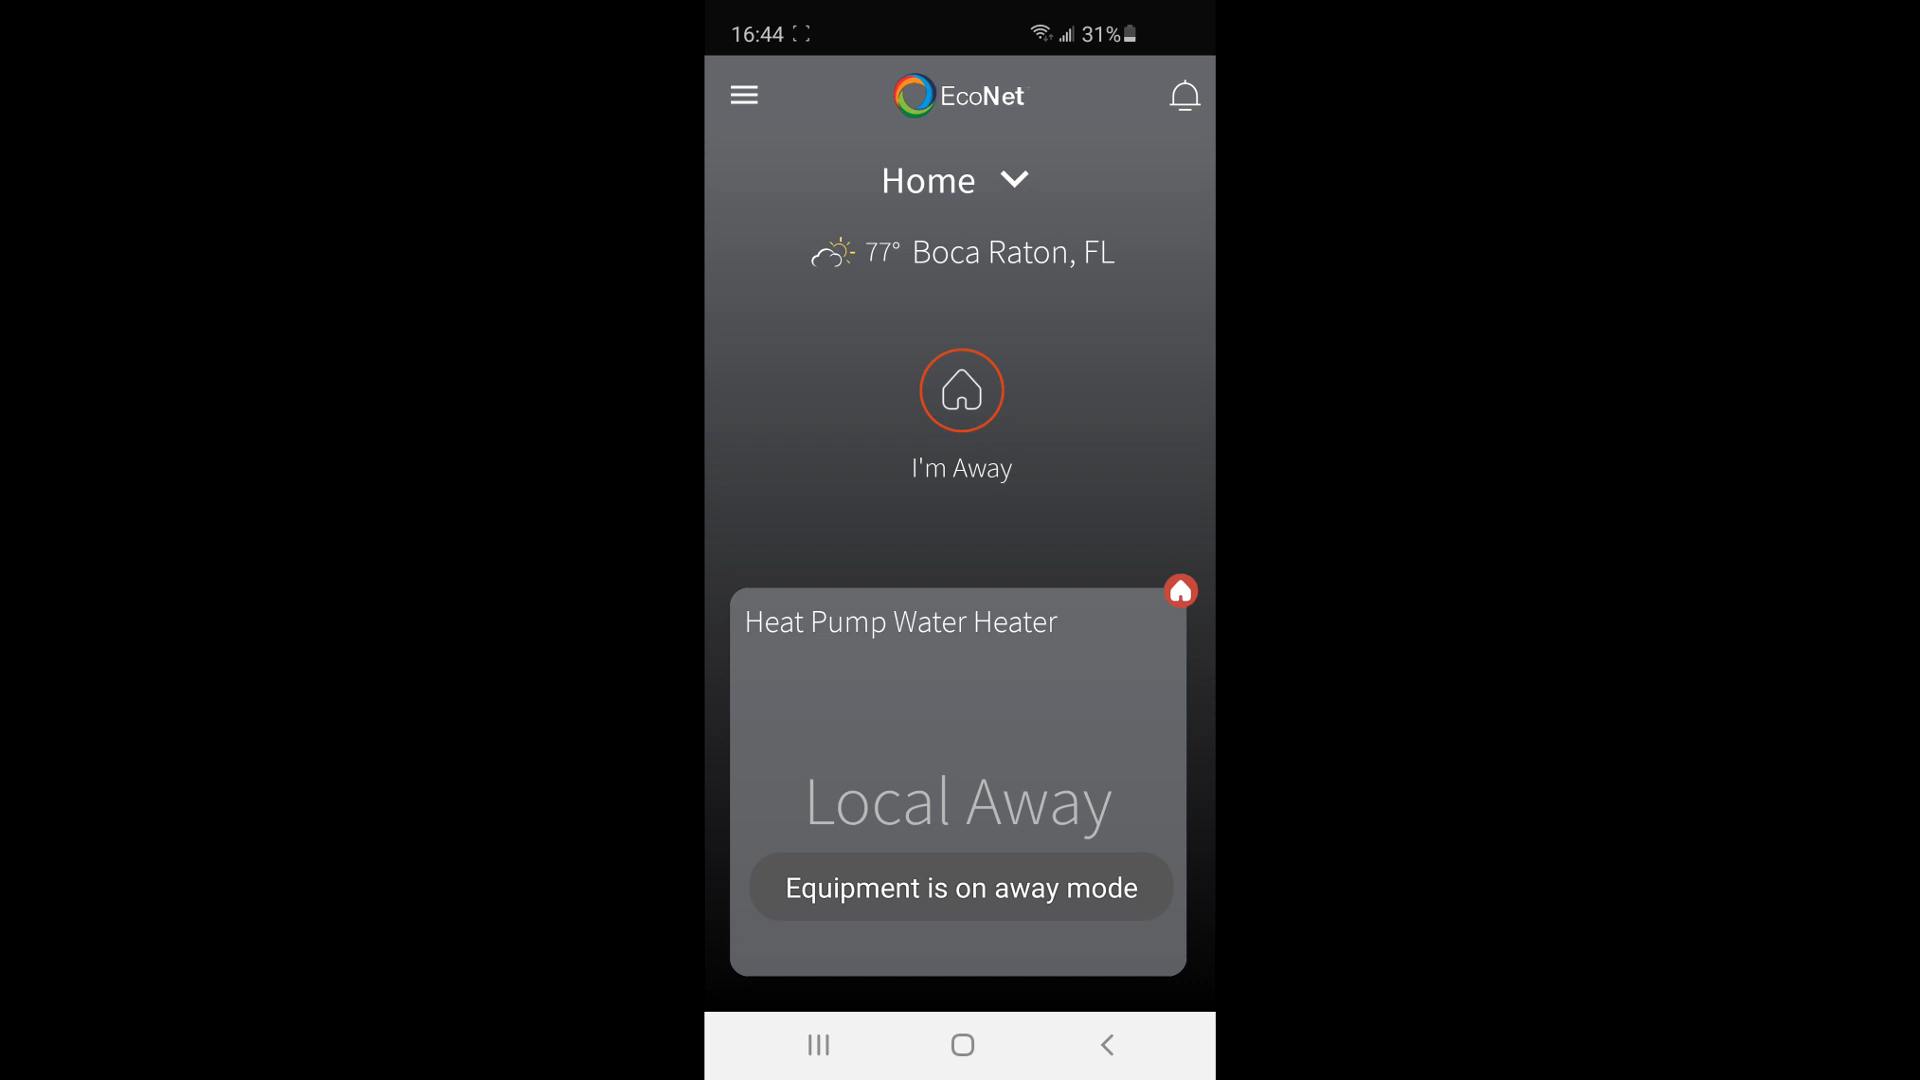 16:44 31%
EcoNet
Home
77° Boca Raton, FL
I'm Away
Heat Pump Water Heater
Local Away
Equipment is on away mode